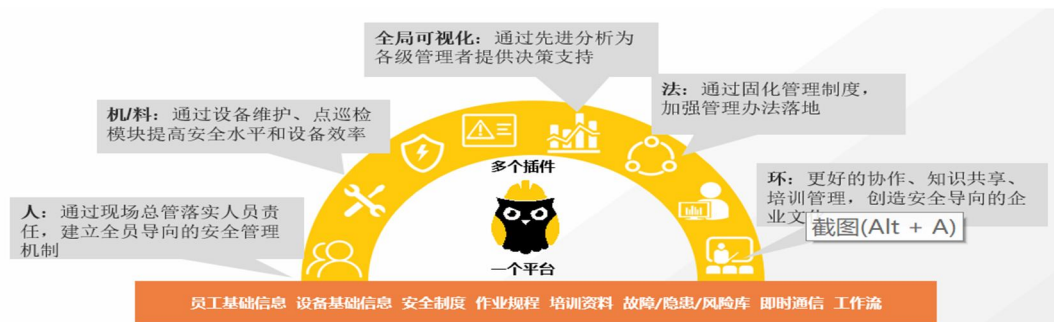 全局可视化：通过先进分析为
各级管理者提供决策支持
机/料：通过设备维护、点巡检
模块提高安全水平和设备效率
法：通过固化管理制度，
加强管理办法落地
人：通过现场总管落实人员责
任，建立全员导向的安全管理
机制
环：更好的协作、知识共享、
培训管理，创造安全导向的企
业文
截图(Alt + A)
多个插件
一个平台
员工基础信息 设备基础信息 安全制度 作业规程 培训资料 故障/隐患/风险库 即时通信 工作流